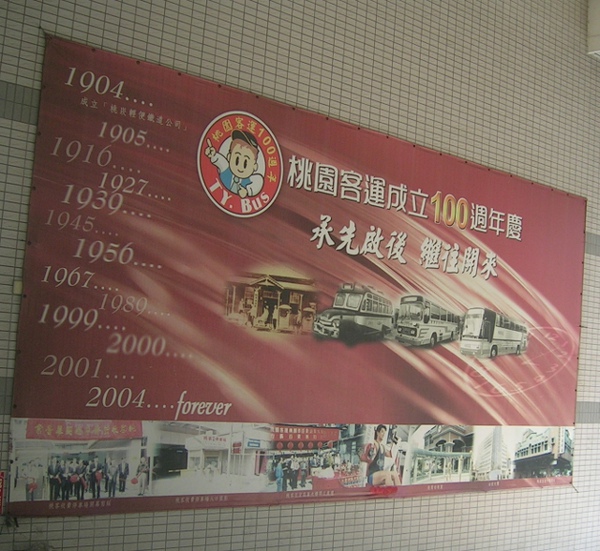 1904....
成立「桃崁輕便鐵道公司」
1905....
1916....
1927....
1939....
1945....
1956....
1967....
1980....
1999....
2000....
2001....
2004....forever
桃園客運100週年
T.Y. Bus
桃園客運成立100週年慶
承先啟後 繼往開來